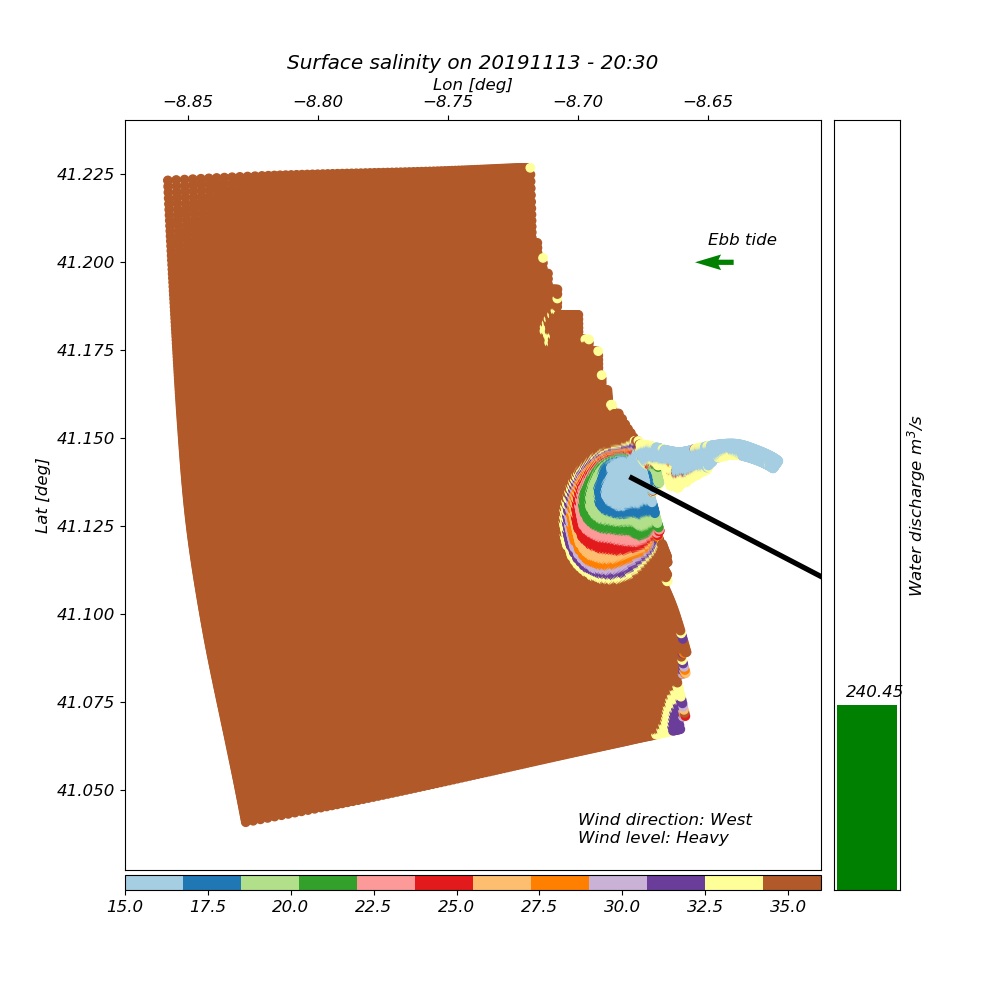 Surface salinity on 20191113 - 20:30
Lon [deg]
−8.85 −8.80 −8.75 −8.70 −8.65
41.225
41.200
41.175
41.150
41.125
41.100
41.075
41.050
Lat [deg]
Ebb tide
Water discharge m³/s
240.45
Wind direction: West
Wind level: Heavy
15.0 17.5 20.0 22.5 25.0 27.5 30.0 32.5 35.0